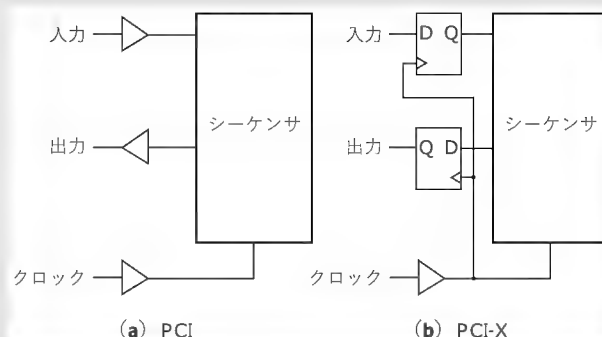 入力
出力
クロック
シーケンサ
(a) PCI
入力
D Q
出力
Q D
クロック
シーケンサ
(b) PCI-X